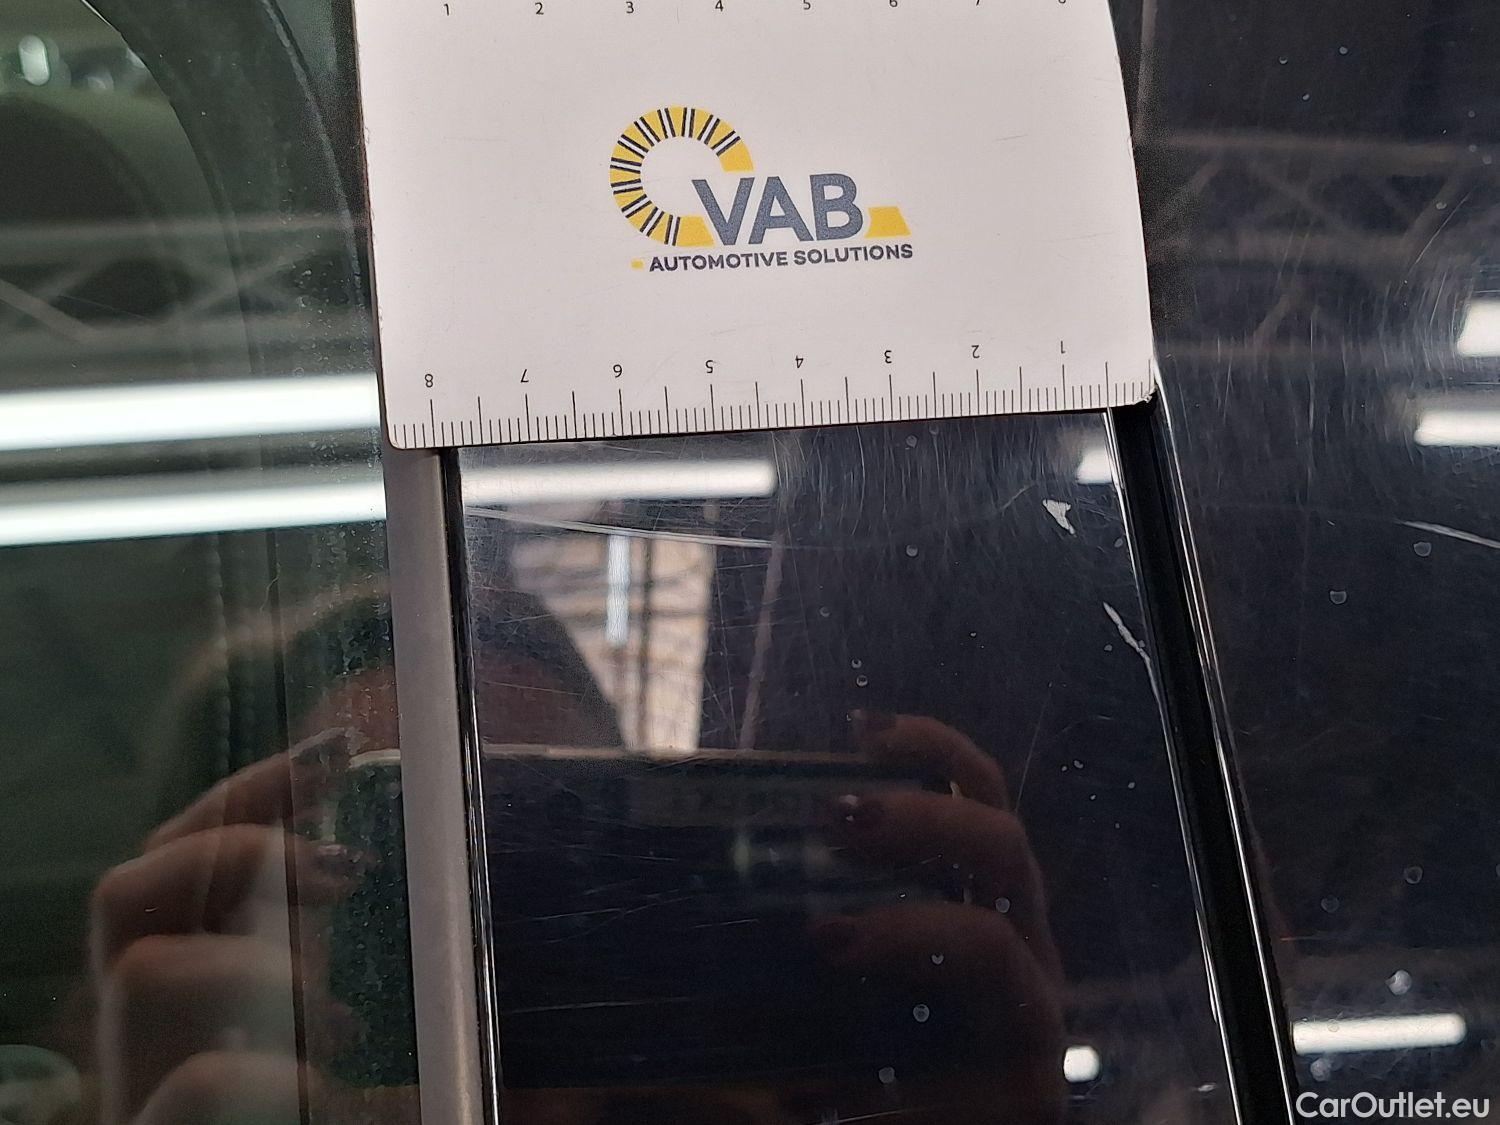 1 2 3 4 5 6 7 8
VAB
AUTOMOTIVE SOLUTIONS
8 7 6 5 4 3 2 1
CarOutlet.eu